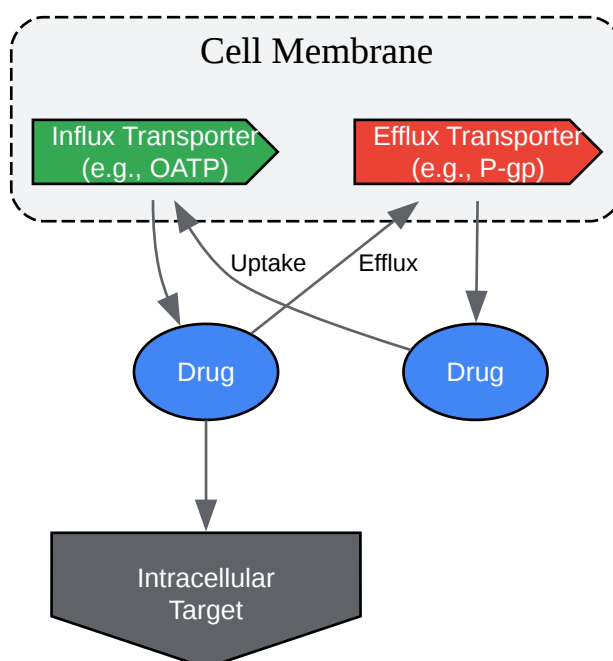 Cell Membrane
Influx Transporter
(e.g., OATP)
Efflux Transporter
(e.g., P-gp)
Uptake
Efflux
Drug
Drug
Intracellular
Target